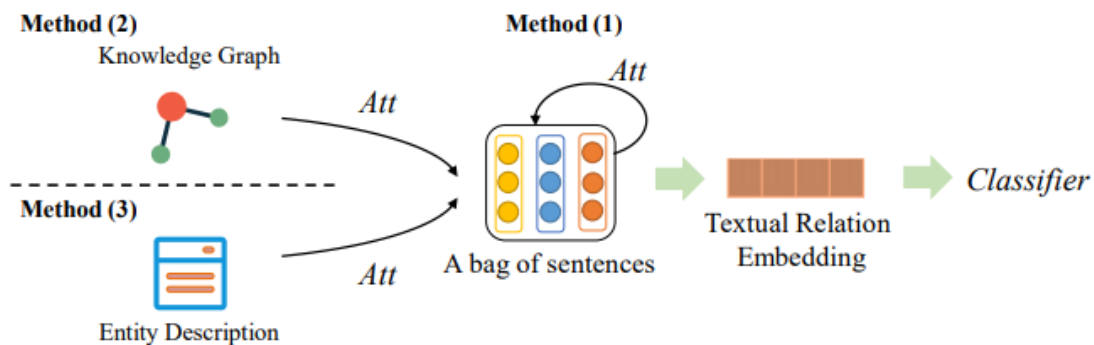 Method (2)
Knowledge Graph
Att
Method (1)
Att
Method (3)
Entity Description
Att
A bag of sentences
Textual Relation
Embedding
Classifier